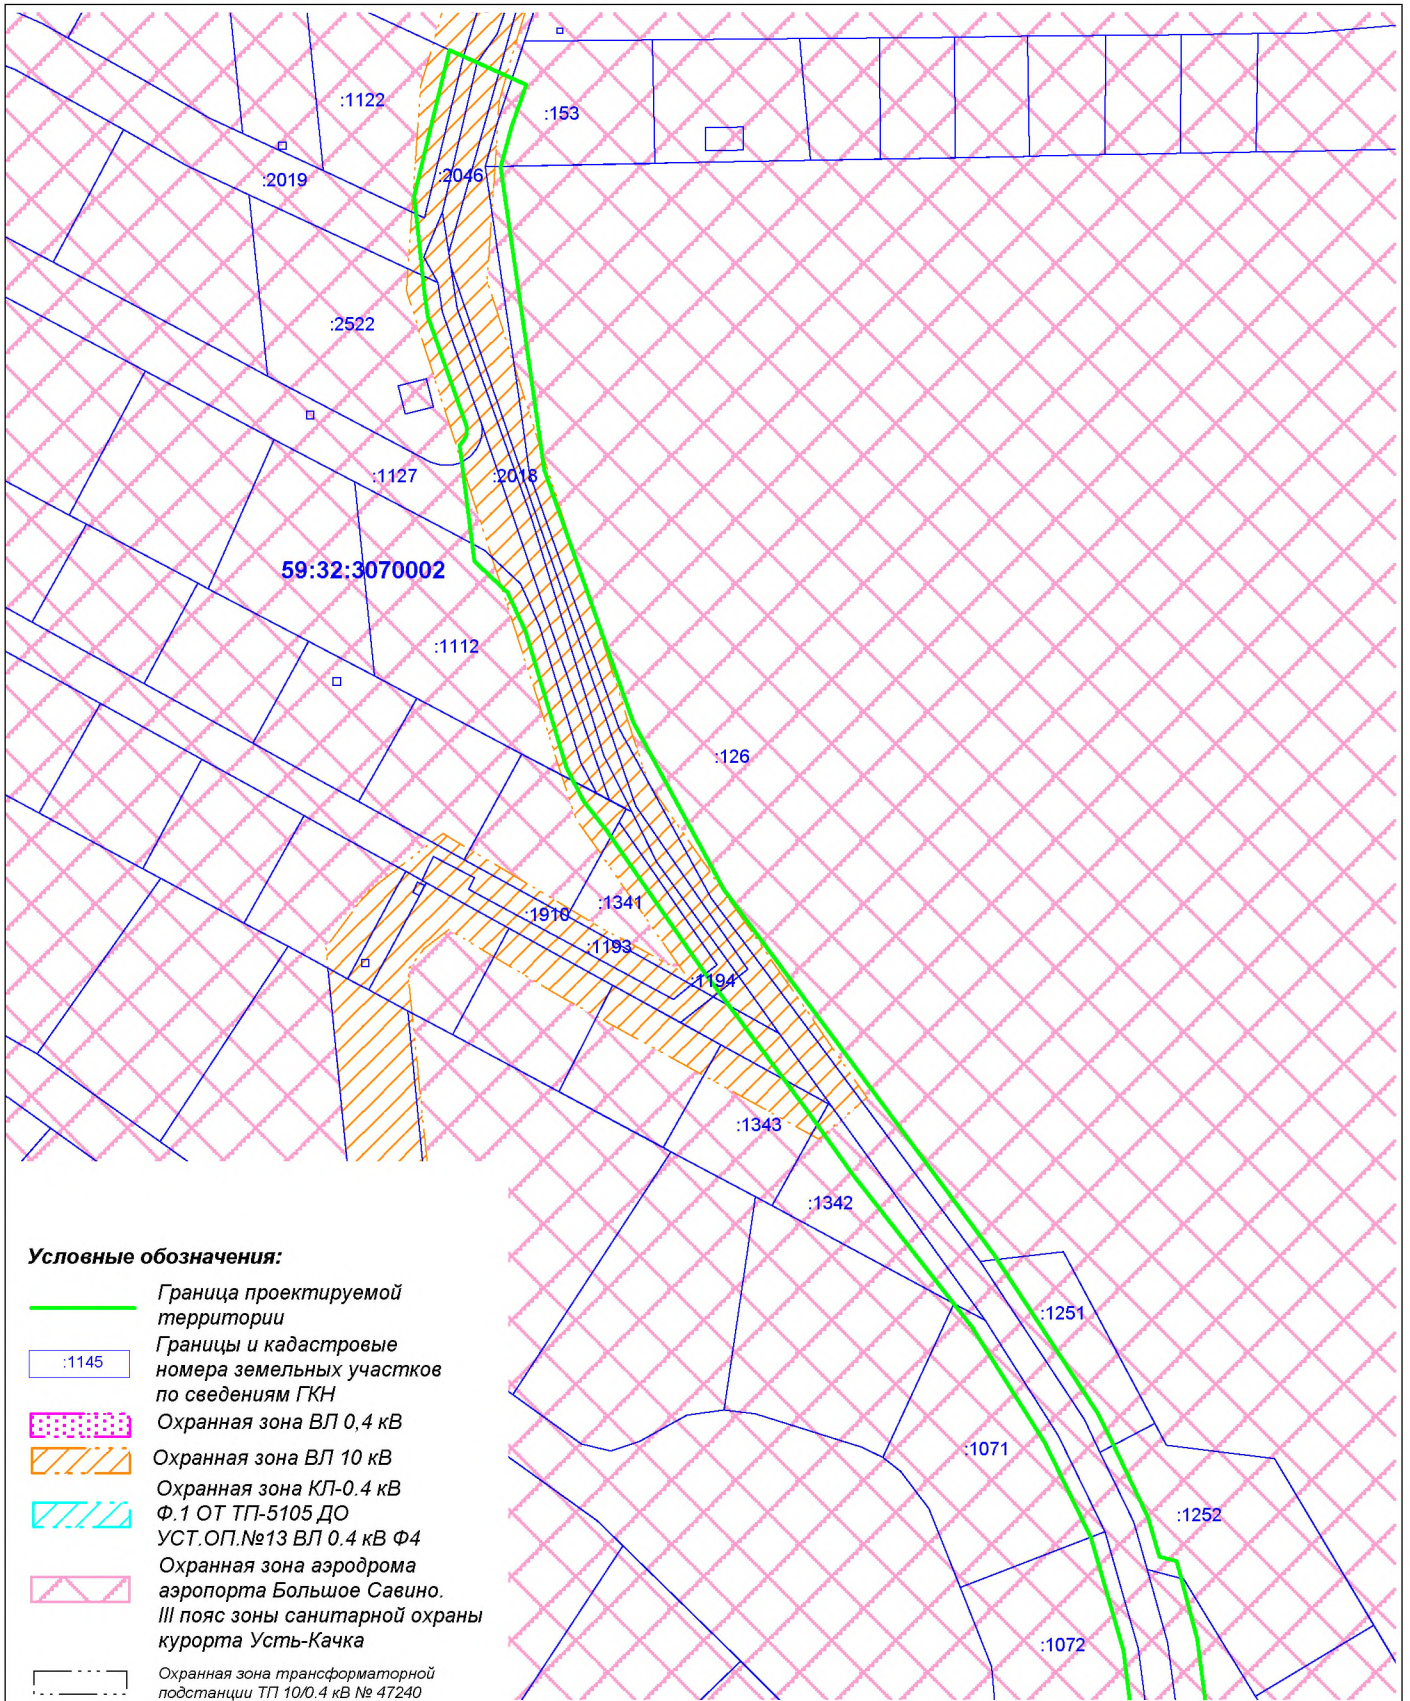 :1122
:153
:2019
:2046
:2522
:1127
:2018
59:32:3070002
:1112
:126
:1341
:1910
:1193
:1194
:1343
:1342
:1251
:1071
:1252
:1072
Условные обозначения:
Граница проектируемой
территории
:1145
Границы и кадастровые
номера земельных участков
по сведениям ГКН
Охранная зона ВЛ 0,4 кВ
Охранная зона ВЛ 10 кВ
Охранная зона КЛ-0.4 кВ
Ф.1 ОТ ТП-5105 ДО
УСТ.ОП.№13 ВЛ 0.4 кВ Ф4
Охранная зона аэродрома
аэропорта Большое Савино.
III пояс зоны санитарной охраны
курорта Усть-Качка
Охранная зона трансформаторной
подстанции ТП 10/0.4 кВ № 47240